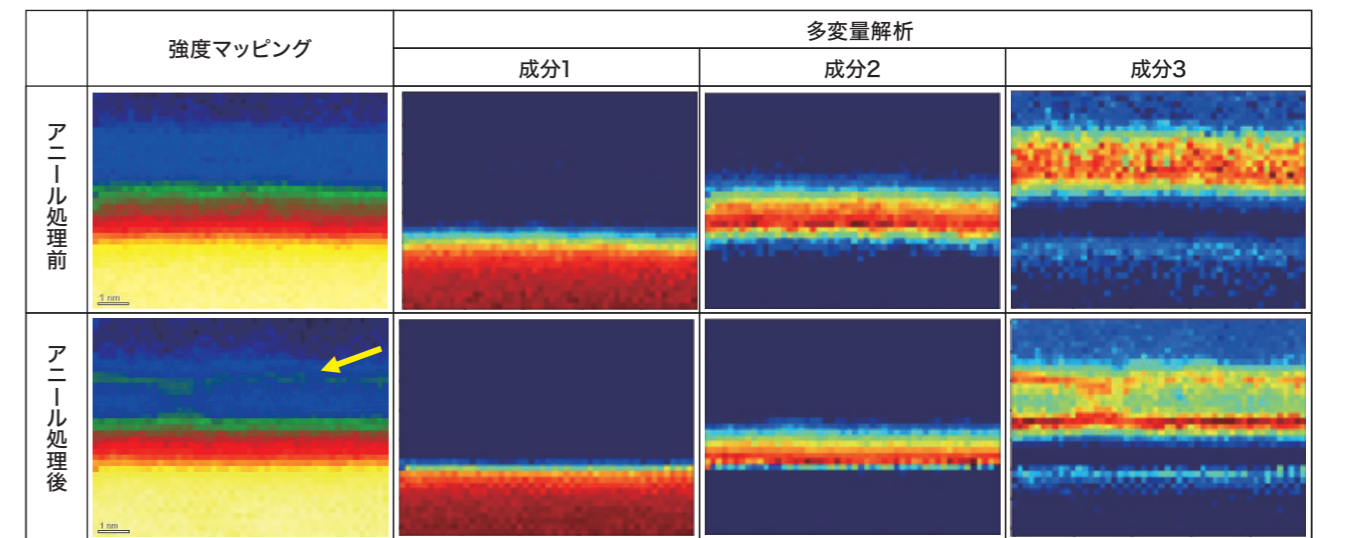 強度マッピング
多変量解析
成分1
成分2
成分3
アニール処理前
1 nm
アニール処理後
1 nm